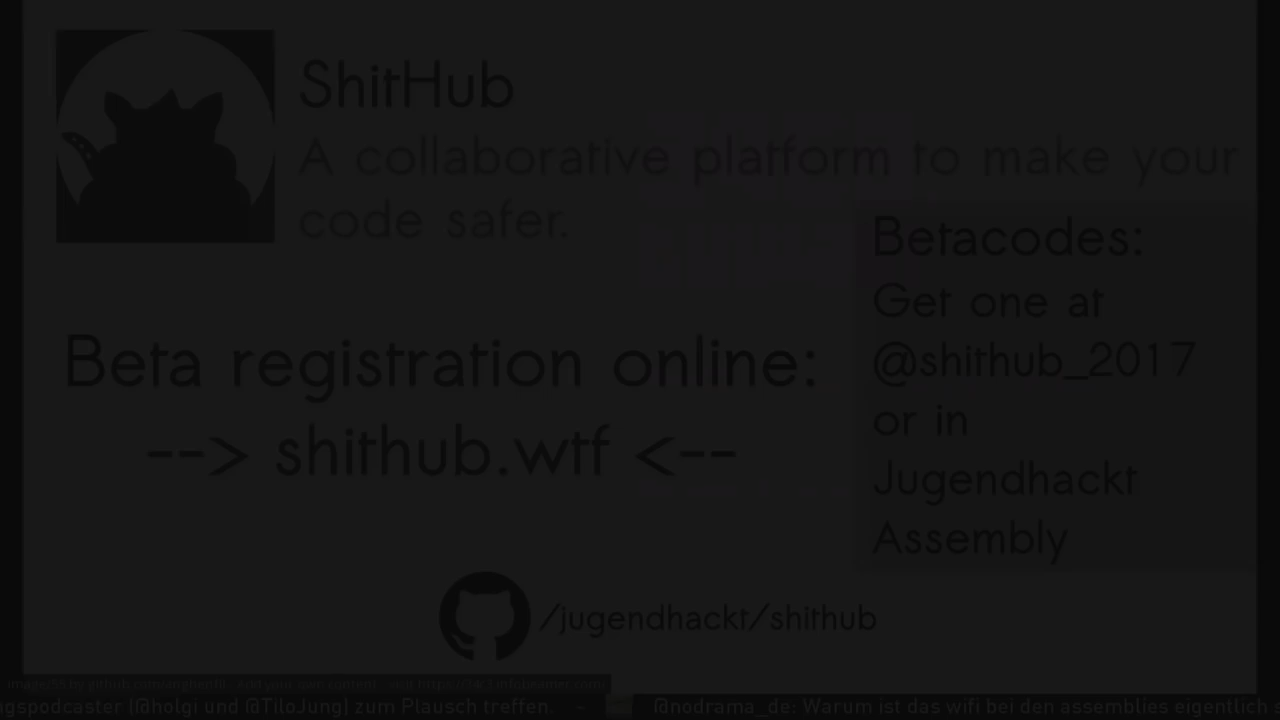 ShitHub
A collaborative platform to make your
code safer.
Betacodes:
Get one at
@shithub_2017
or in
Jugendhackt
Assembly
Beta registration online:
--> shithub.wtf <--
/jugendhackt/shithub
gspodcaster (@holgi und @TiloJung) zum Plausch treffen. - @nodrama_de: Warum ist das wifi bei den assemblies eigentlich